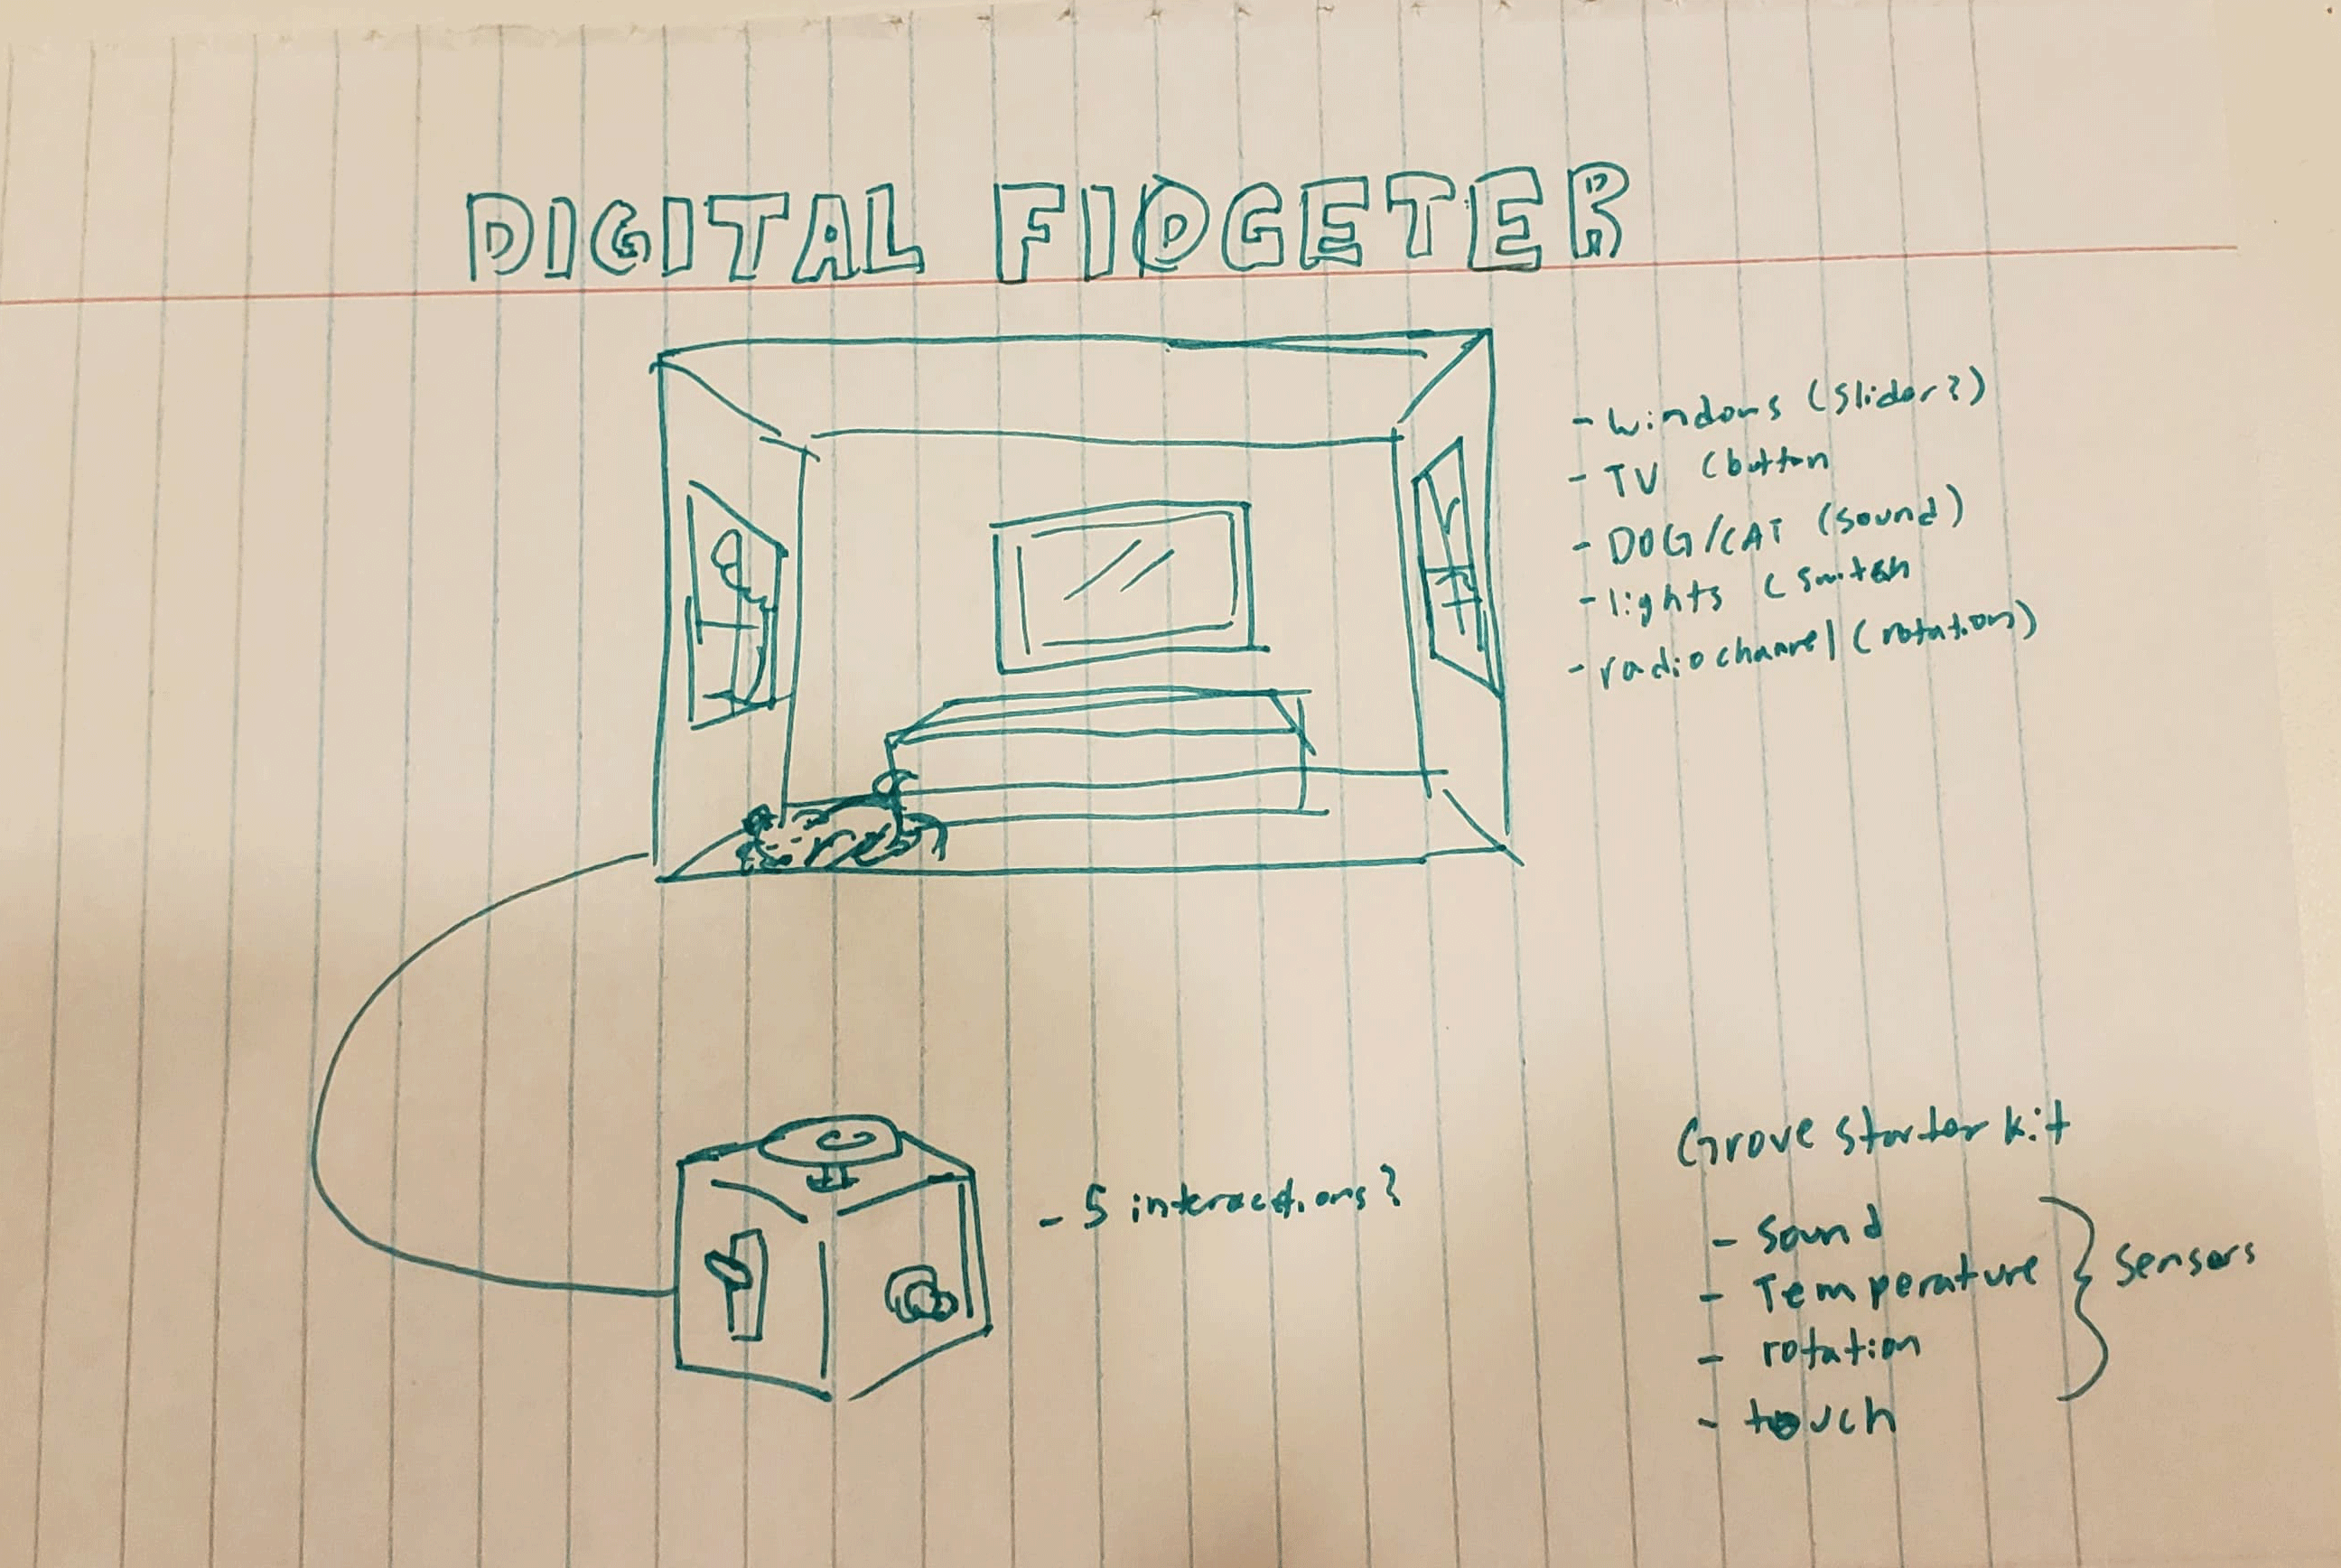 DIGITAL FIDGETER
- windows (slider?)
- TV (button
- DOG/CAT (sound)
- lights (switch
- radio channel (rotation)
- 5 interactions?
Grove starter kit
- sound
- Temperature
- rotation
- touch
sensors